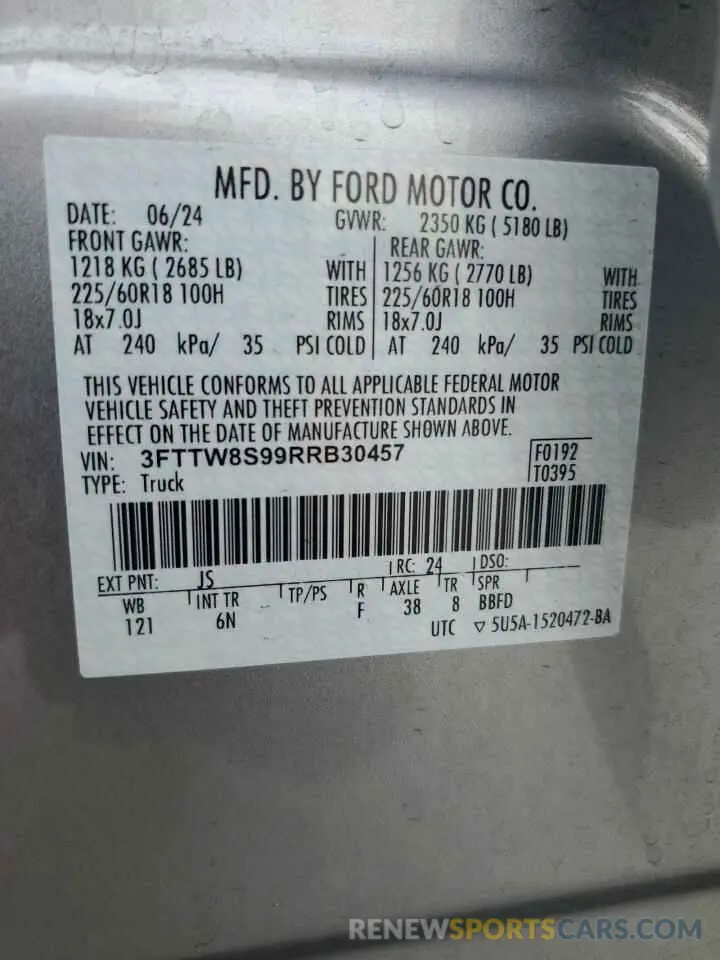 MFD. BY FORD MOTOR CO.
DATE: 06/24 GVWR: 2350 KG ( 5180 LB)
FRONT GAWR: REAR GAWR:
1218 KG ( 2685 LB) WITH 1256 KG ( 2770 LB) WITH
225/60R18 100H TIRES 225/60R18 100H TIRES
18x7.0J RIMS 18x7.0J RIMS
AT 240 kPa/ 35 PSI COLD AT 240 kPa/ 35 PSI COLD
THIS VEHICLE CONFORMS TO ALL APPLICABLE FEDERAL MOTOR
VEHICLE SAFETY AND THEFT PREVENTION STANDARDS IN
EFFECT ON THE DATE OF MANUFACTURE SHOWN ABOVE.
VIN: 3FTTW8S99RRB30457 F0192
TYPE: Truck T0395
EXT PNT: JS RC: 24 DSO:
WB INT TR TP/PS R AXLE TR SPR
121 6N F 38 8 BBFD
UTC ▽ 5U5A-1520472-BA
RENEWSPORTSCARS.COM